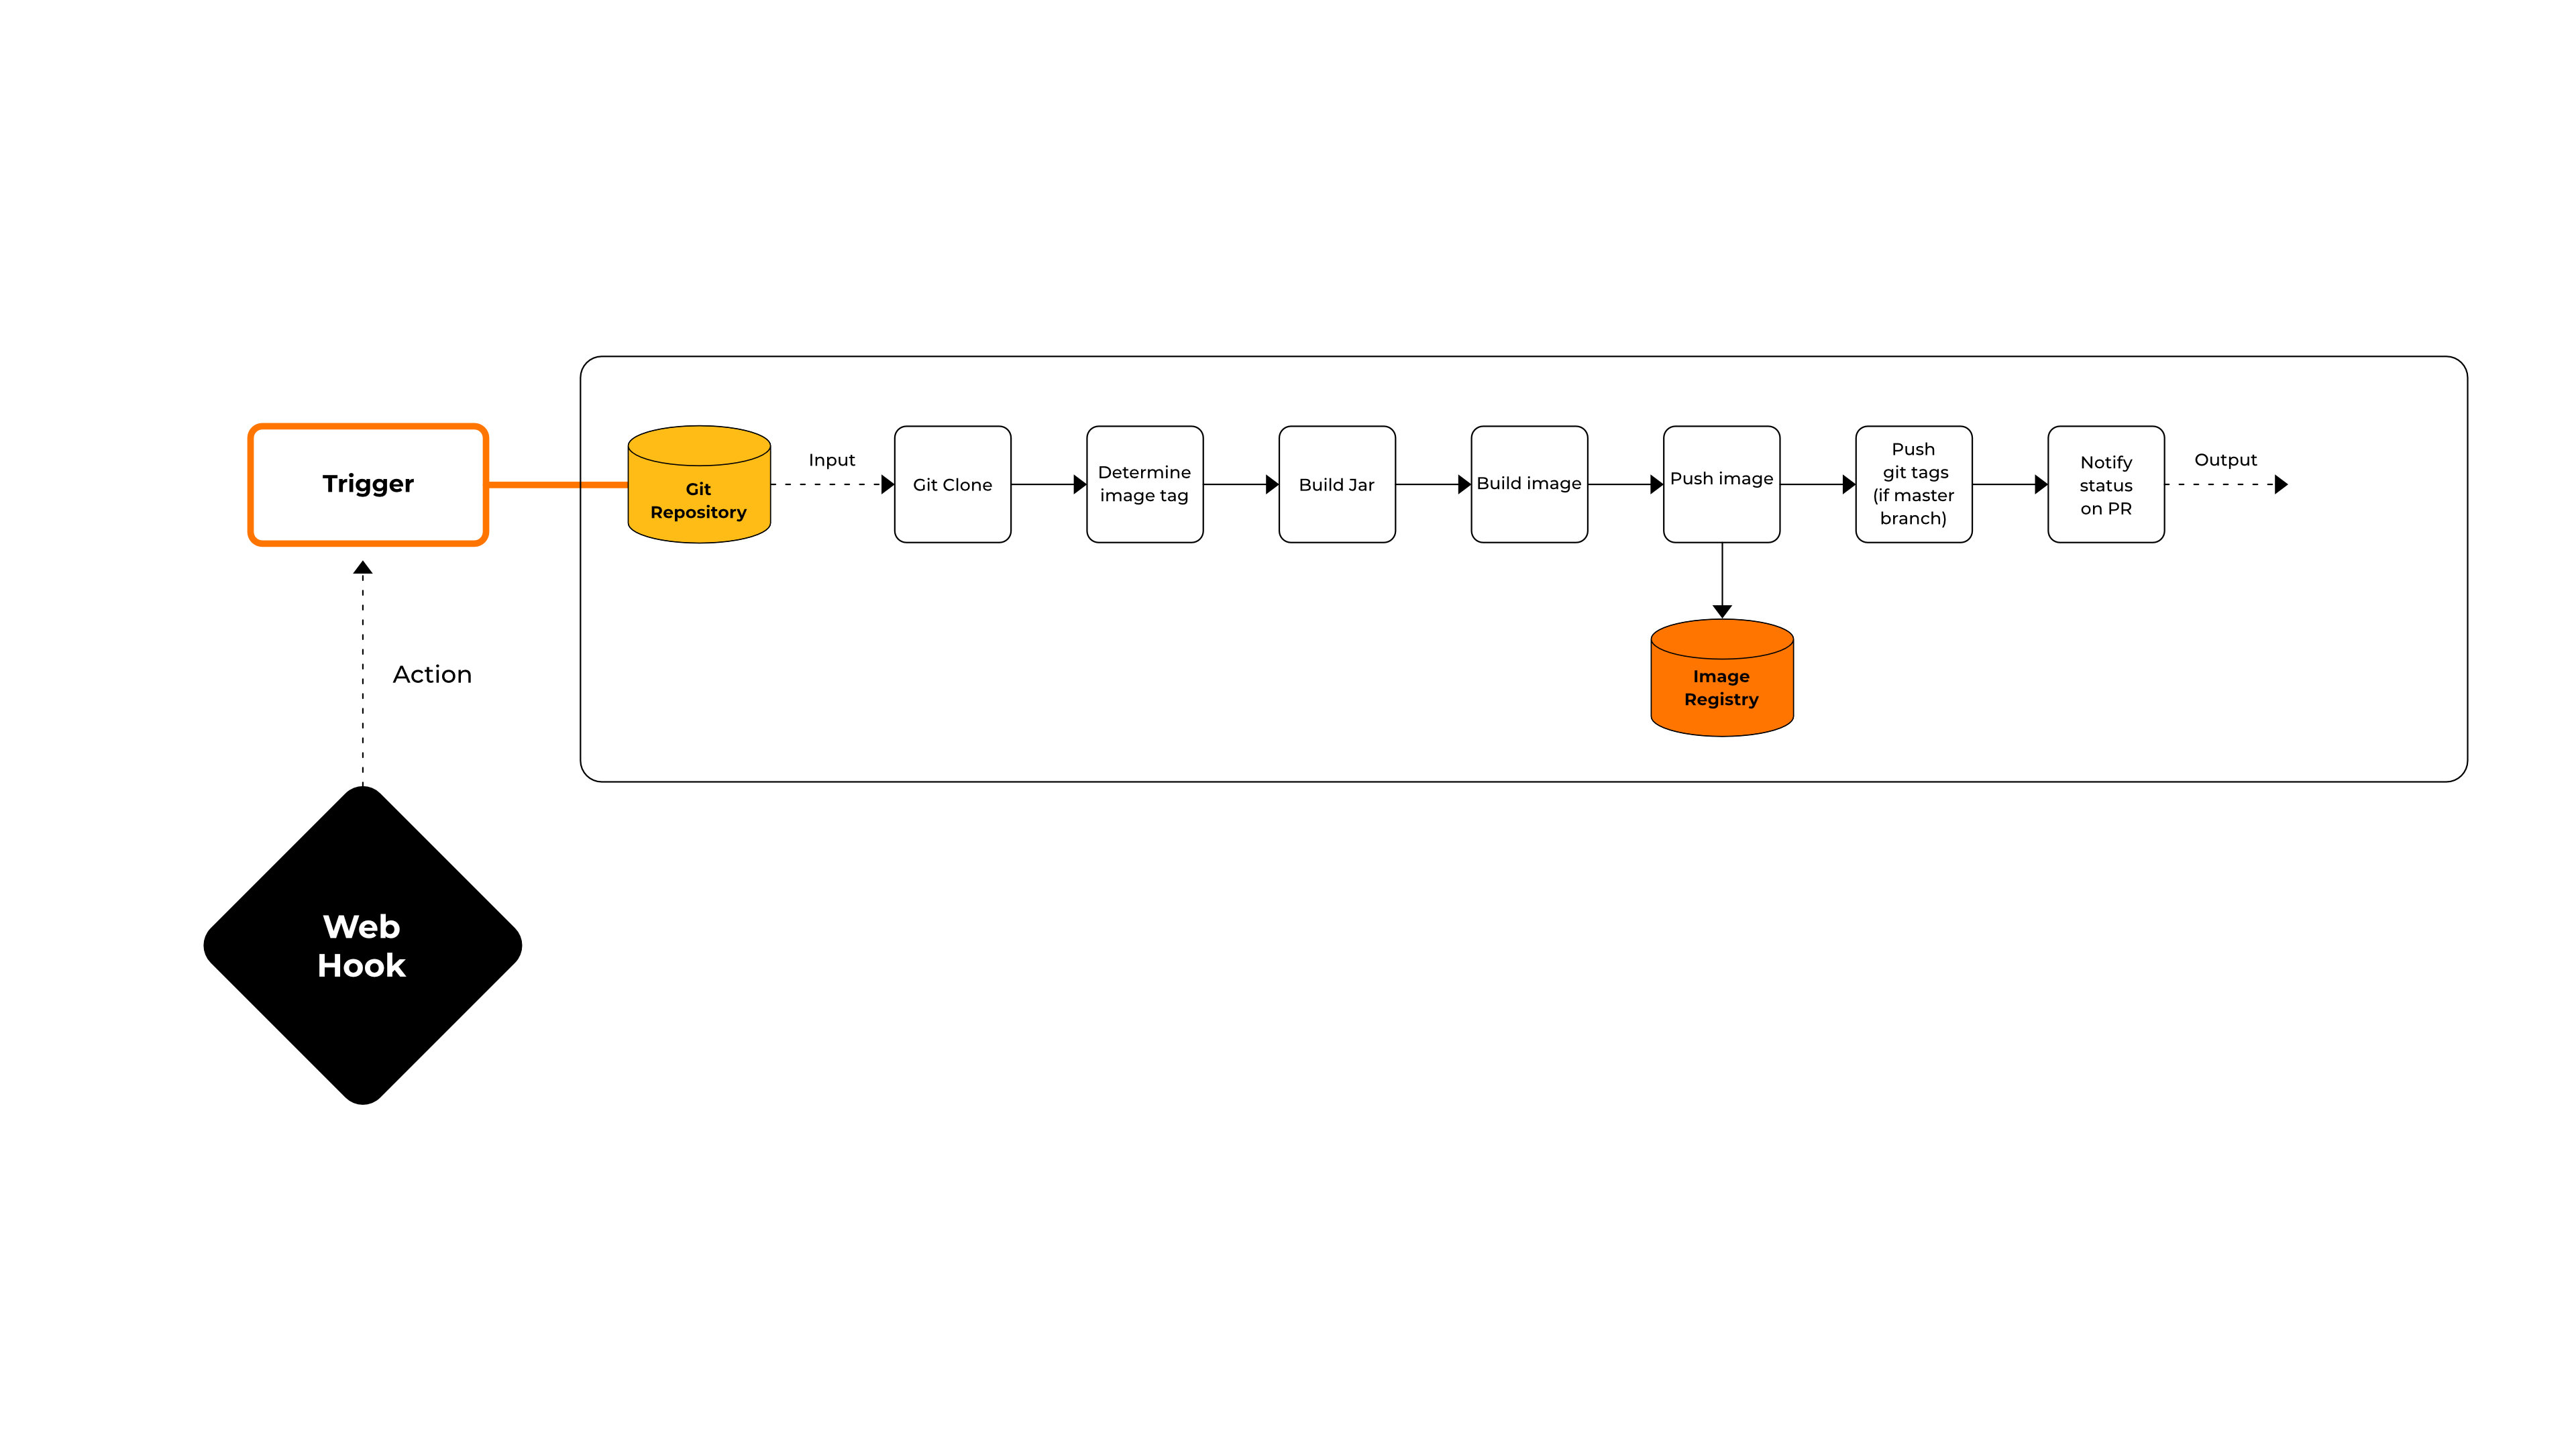 Trigger
Git
Repository
Input
Git Clone
Determine
image tag
Build Jar
Build image
Push image
Push
git tags
(if master
branch)
Notify
status
on PR
Output
Image
Registry
Action
Web
Hook